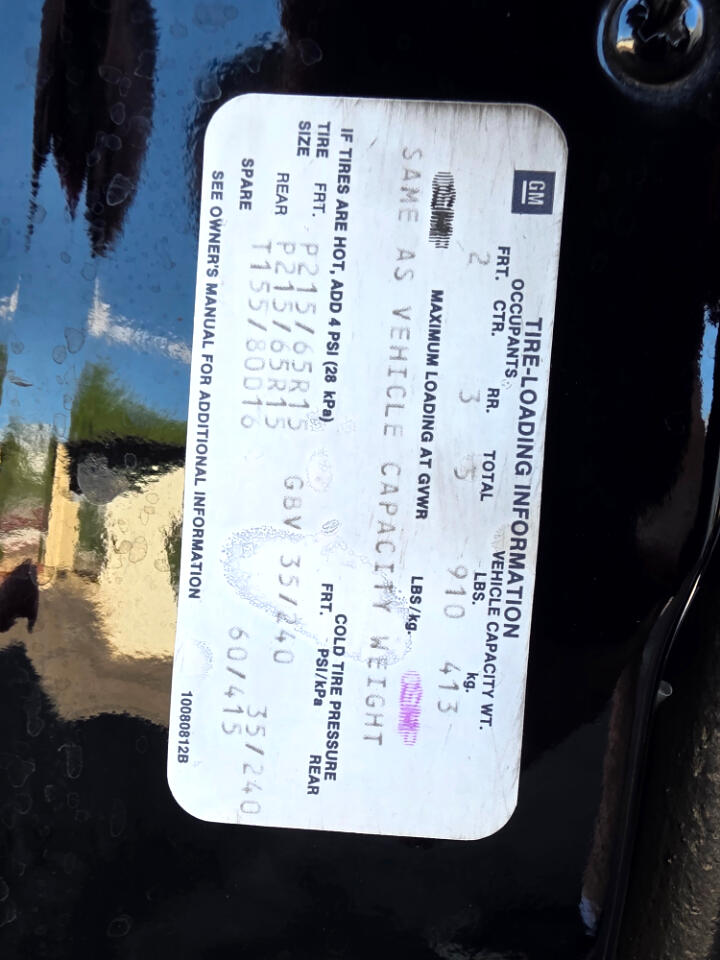 GM
TIRE-LOADING INFORMATION
OCCUPANTS VEHICLE CAPACITY WT.
FRT. CTR. RR. TOTAL LBS. kg.
2 3 5 910 413
MAXIMUM LOADING AT GVWR LBS/kg.
SAME AS VEHICLE CAPACITY WEIGHT
IF TIRES ARE HOT, ADD 4 PSI (28 kPa) COLD TIRE PRESSURE
TIRE FRT. FRT. PSI/kPa REAR
SIZE
P215/65R15 GBV 35/240
REAR P215/65R15 35/240
SPARE T155/80D16 60/415
SEE OWNER'S MANUAL FOR ADDITIONAL INFORMATION 10080812B